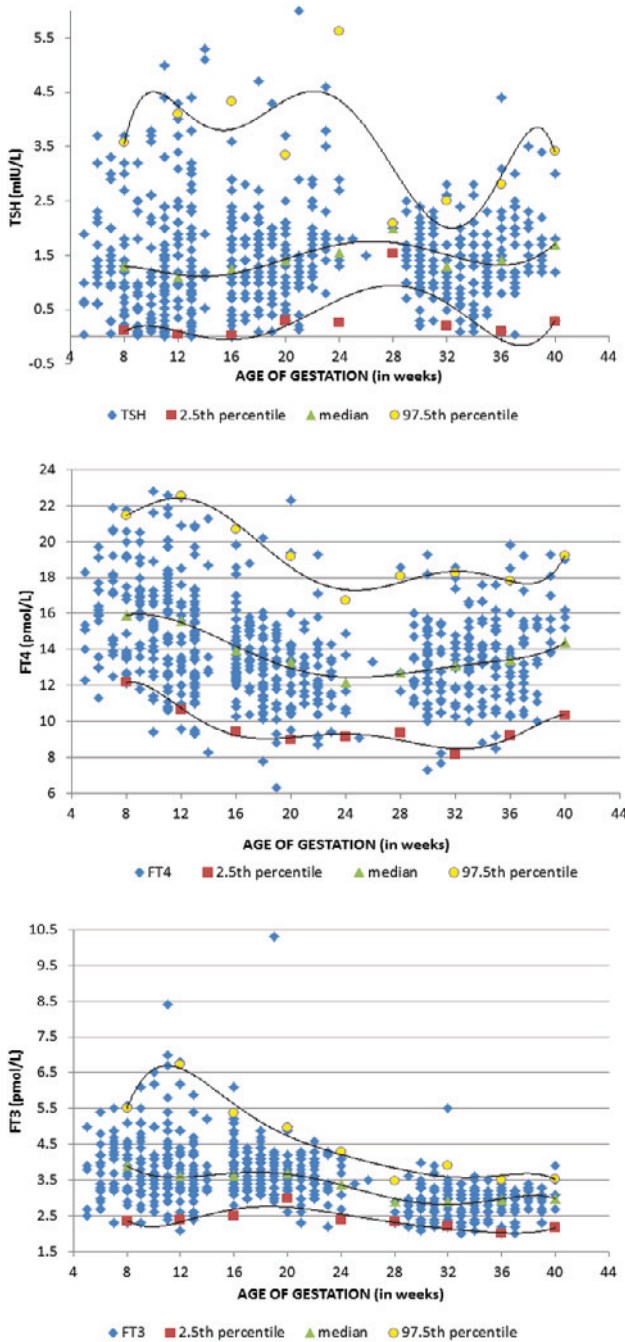 TSH (mIU/L)
5.5
4.5
3.5
2.5
1.5
0.5
-0.5
4 8 12 16 20 24 28 32 36 40 44
AGE OF GESTATION (in weeks)
TSH 2.5th percentile median 97.5th percentile
FT4 (pmol/L)
24
22
20
18
16
14
12
10
8
6
4 8 12 16 20 24 28 32 36 40 44
AGE OF GESTATION (in weeks)
FT4 2.5th percentile median 97.5th percentile
FT3 (pmol/L)
10.5
9.5
8.5
7.5
6.5
5.5
4.5
3.5
2.5
1.5
4 8 12 16 20 24 28 32 36 40 44
AGE OF GESTATION (in weeks)
FT3 2.5th percentile median 97.5th percentile